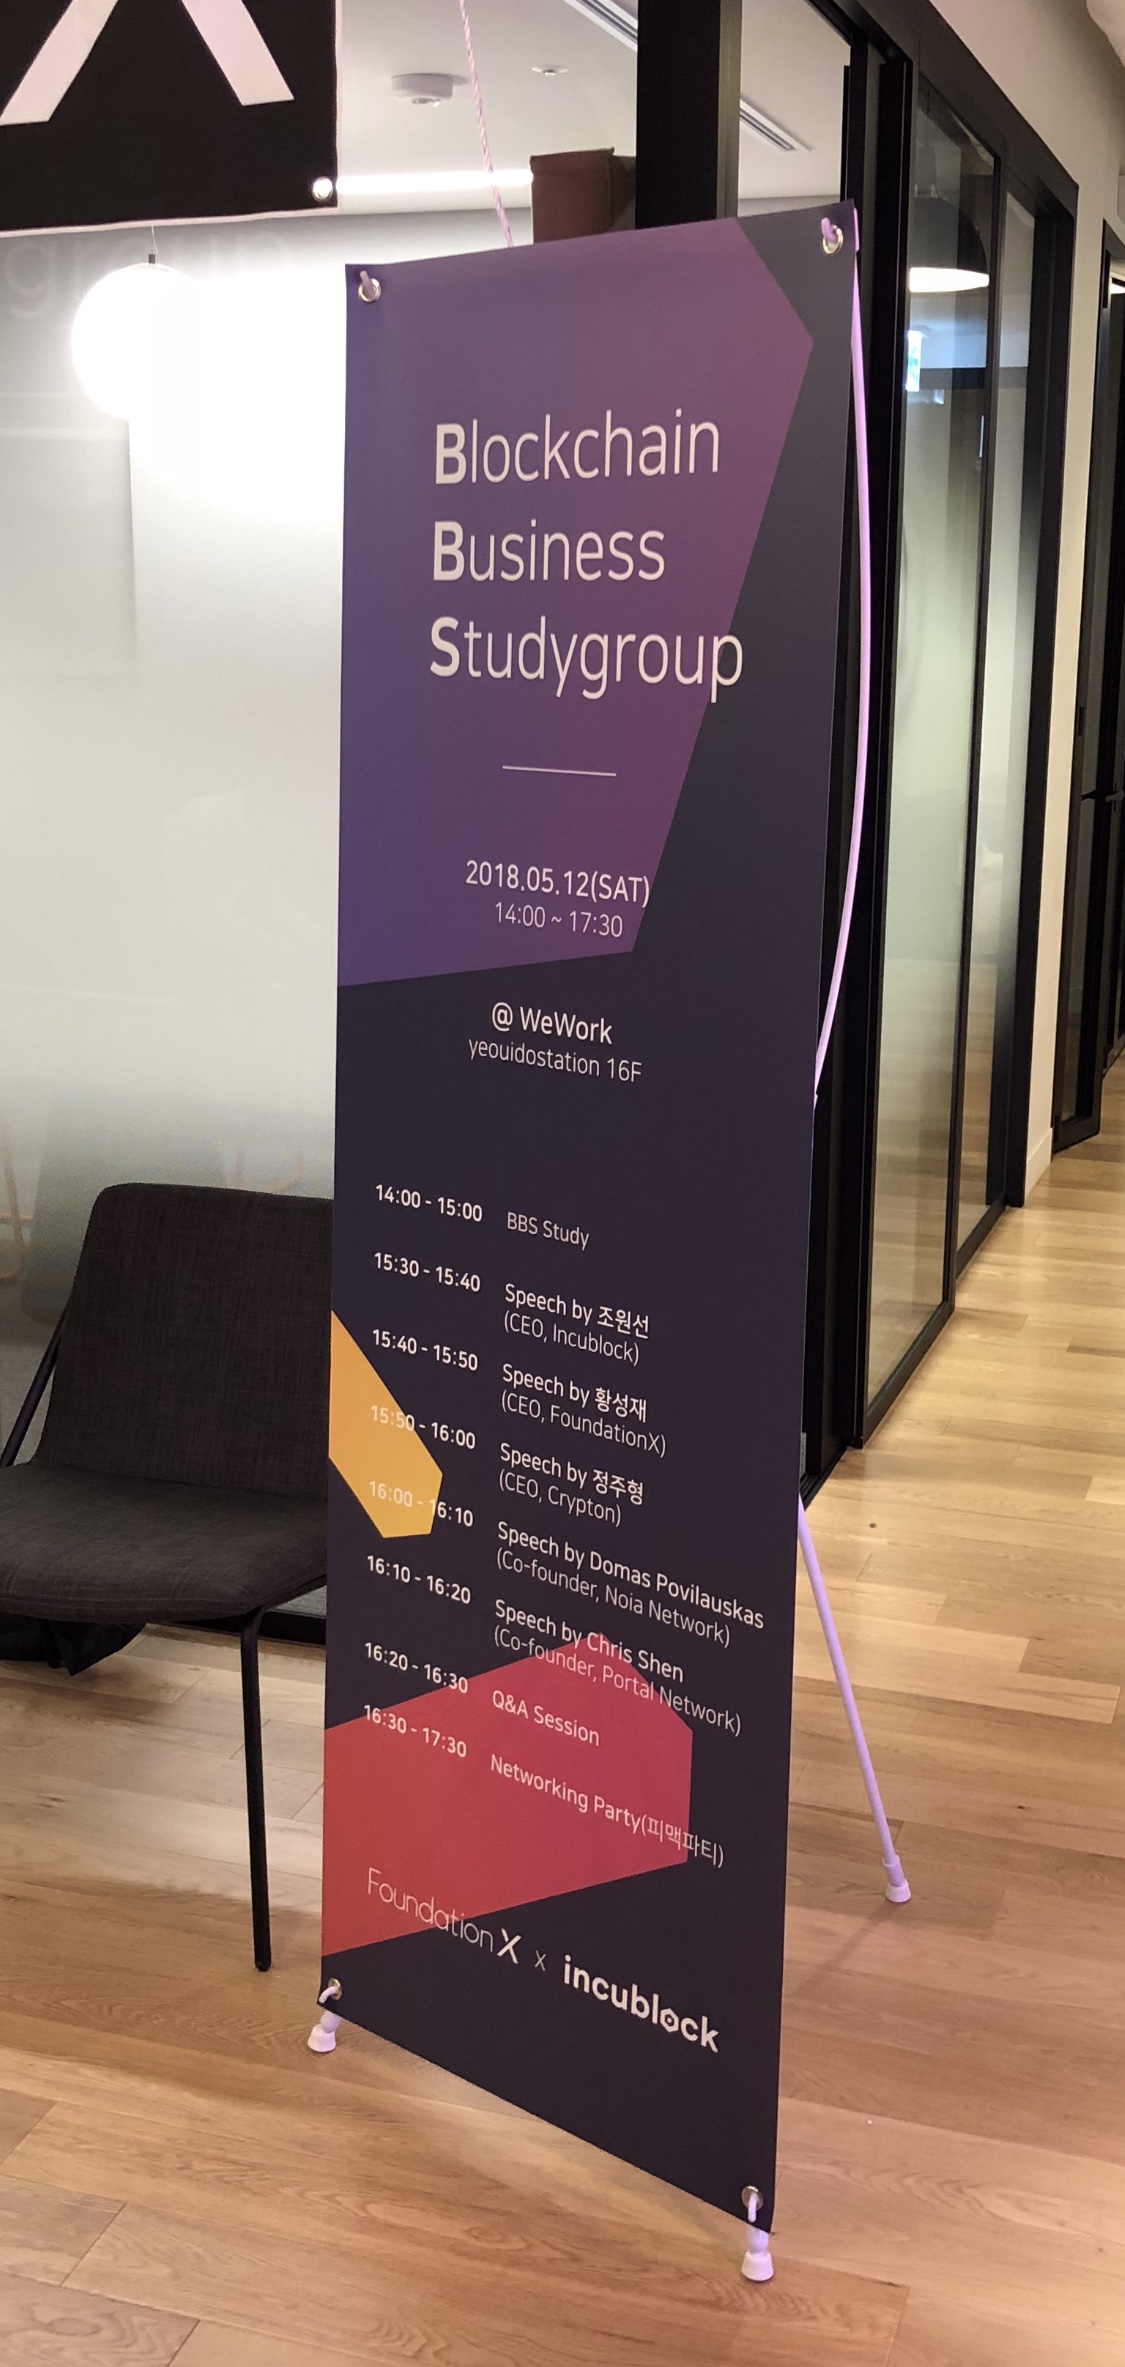 Blockchain
Business
Studygroup
2018.05.12(SAT)
14:00 ~ 17:30
@ WeWork
yeouidostation 16F
14:00 - 15:00 BBS Study
15:30 - 15:40 Speech by 조원선
(CEO, Incublock)
15:40 - 15:50 Speech by 황성재
(CEO, FoundationX)
15:50 - 16:00 Speech by 정주형
(CEO, Crypton)
16:00 - 16:10 Speech by Domas Povilauskas
(Co-founder, Noia Network)
16:10 - 16:20 Speech by Chris Shen
(Co-founder, Portal Network)
16:20 - 16:30 Q&A Session
16:30 - 17:30 Networking Party(피맥파티)
FoundationX x incublock